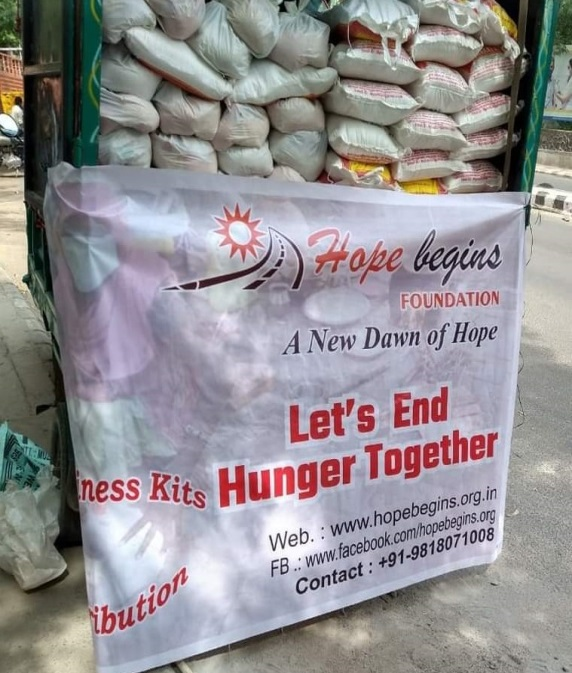 Hope begins
FOUNDATION
A New Dawn of Hope
Let's End
Hunger Together
iness Kits
Web. : www.hopebegins.org.in
FB .: www.facebook.com/hopebegins.org
Contact : +91-9818071008
ribution